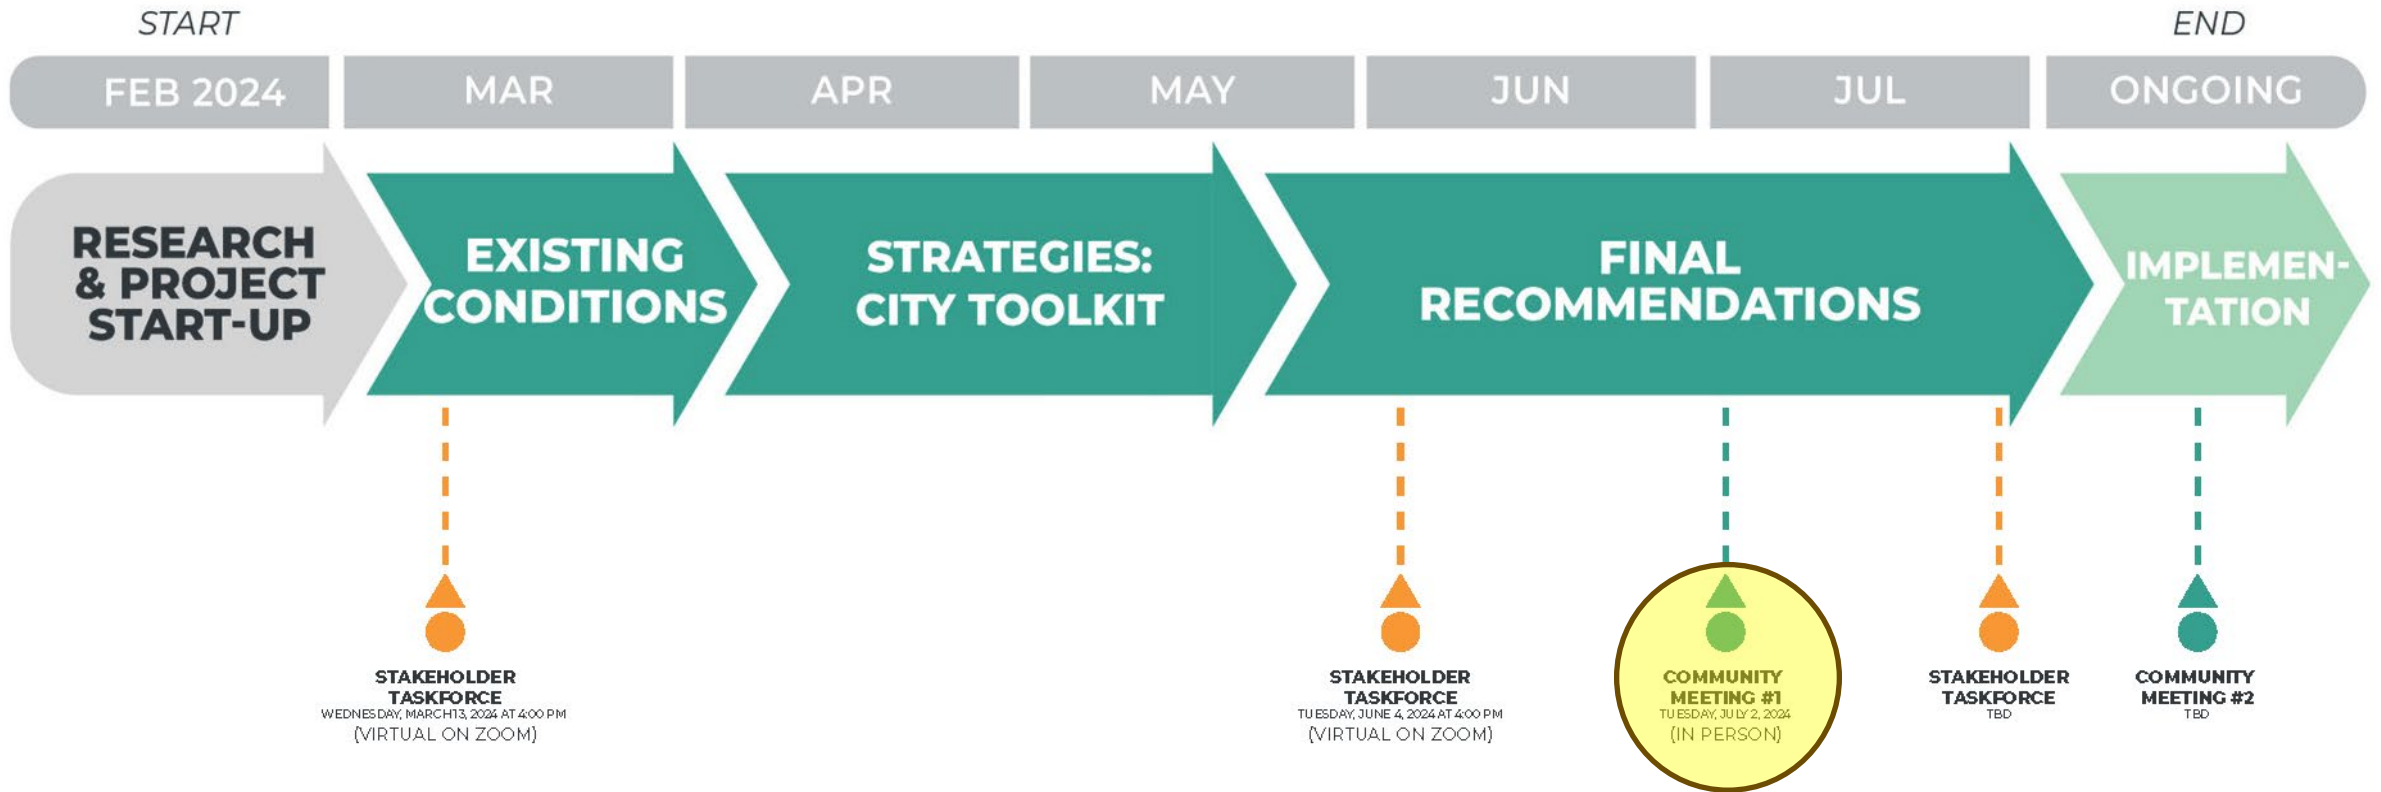 START
END
FEB 2024
MAR
APR
MAY
JUN
JUL
ONGOING
RESEARCH
& PROJECT
START-UP
EXISTING
CONDITIONS
STRATEGIES:
CITY TOOLKIT
FINAL
RECOMMENDATIONS
IMPLEMEN-
TATION
STAKEHOLDER
TASKFORCE
WEDNESDAY, MARCH 13, 2024 AT 4:00 PM
(VIRTUAL ON ZOOM)
STAKEHOLDER
TASKFORCE
TUESDAY, JUNE 4, 2024 AT 4:00 PM
(VIRTUAL ON ZOOM)
COMMUNITY
MEETING #1
TUESDAY, JULY 2, 2024
(IN PERSON)
STAKEHOLDER
TASKFORCE
TBD
COMMUNITY
MEETING #2
TBD